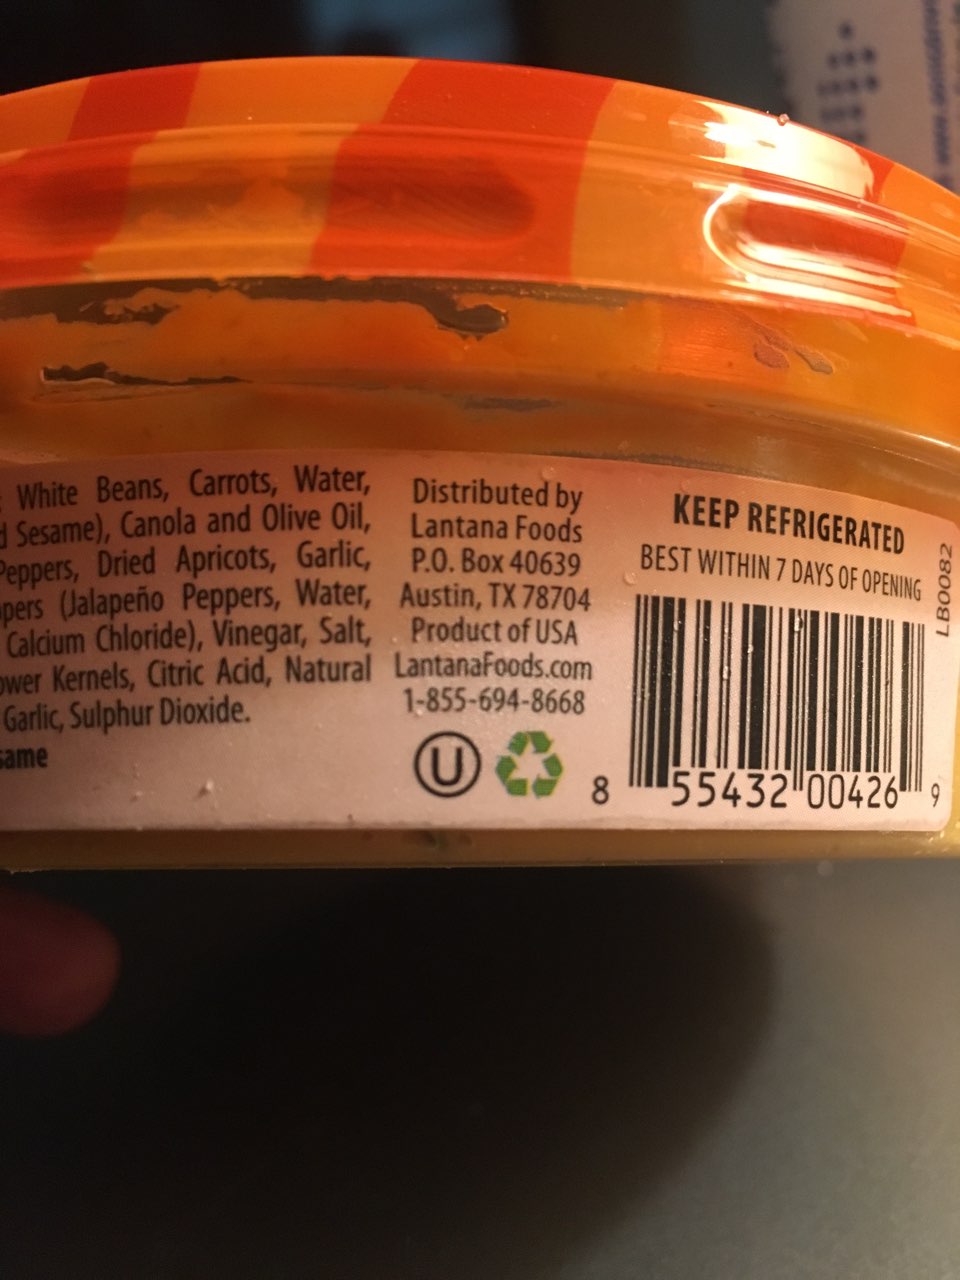 White Beans, Carrots, Water,
Sesame), Canola and Olive Oil,
Peppers, Dried Apricots, Garlic,
(Jalapeño Peppers, Water,
Calcium Chloride), Vinegar, Salt,
Kernels, Citric Acid, Natural
Garlic, Sulphur Dioxide.
Distributed by
Lantana Foods
P.O. Box 40639
Austin, TX 78704
Product of USA
LantanaFoods.com
1-855-694-8668
U
KEEP REFRIGERATED
BEST WITHIN 7 DAYS OF OPENING
LB0082
8 55432 00426 9